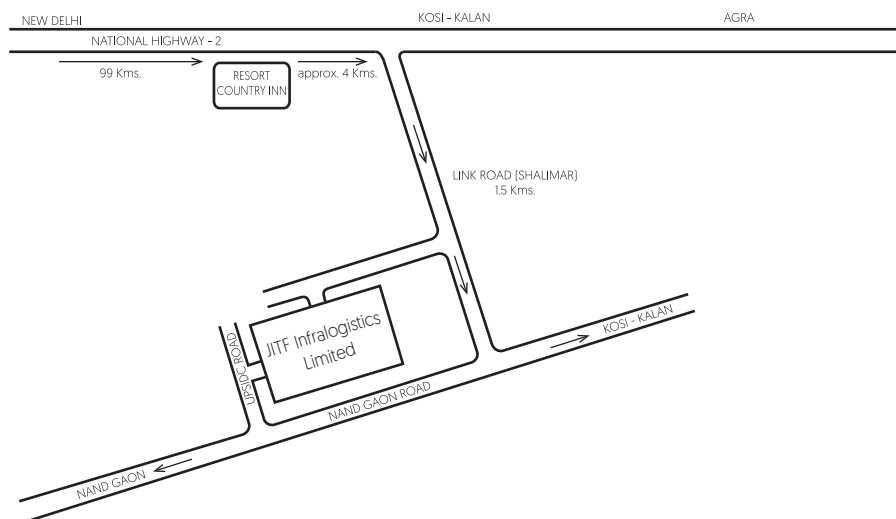 NEW DELHI
KOSI - KALAN
AGRA
NATIONAL HIGHWAY - 2
99 Kms.
RESORT
COUNTRY INN
approx. 4 Kms.
LINK ROAD (SHALIMAR)
1.5 Kms.
JITF Infralogistics
Limited
UPSIDC ROAD
KOSI - KALAN
NAND GAON ROAD
NAND GAON